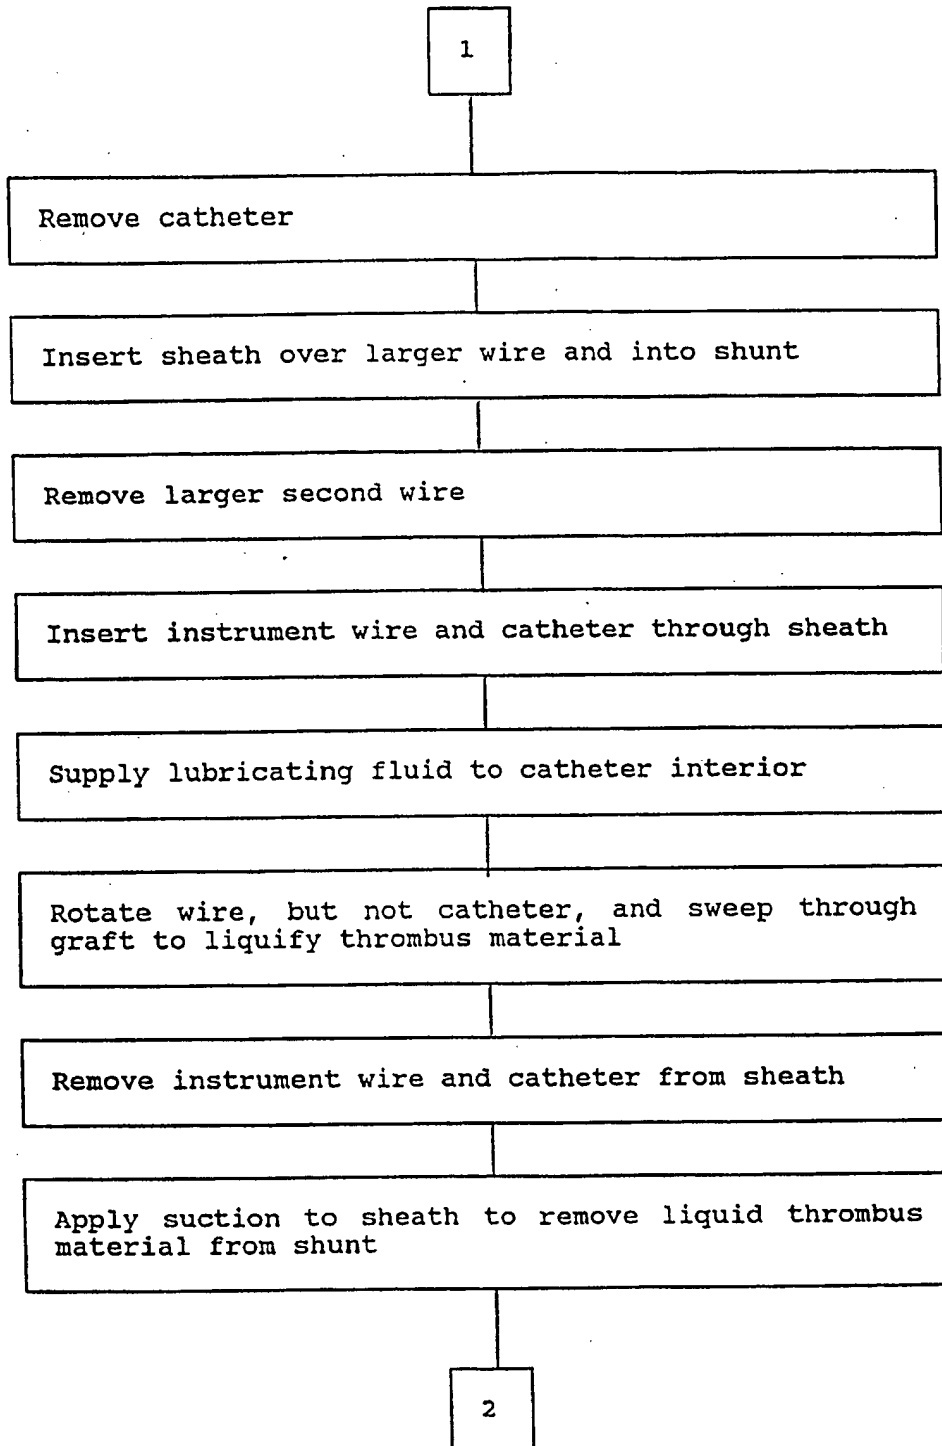 1
Remove catheter
Insert sheath over larger wire and into shunt
Remove larger second wire
Insert instrument wire and catheter through sheath
Supply lubricating fluid to catheter interior
Rotate wire, but not catheter, and sweep through
graft to liquify thrombus material
Remove instrument wire and catheter from sheath
Apply suction to sheath to remove liquid thrombus
material from shunt
2